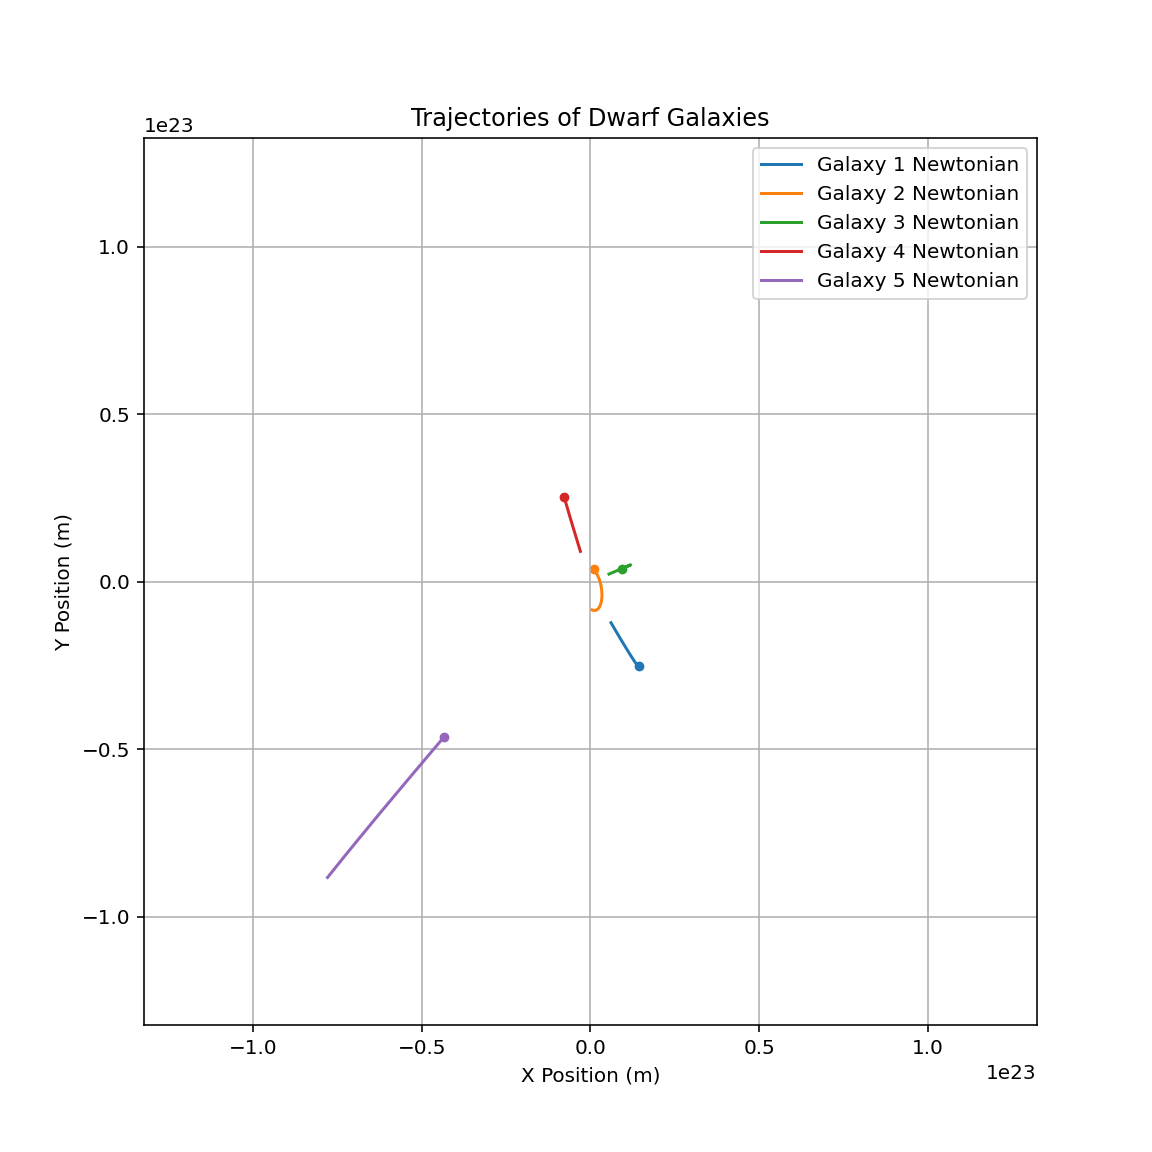 Trajectories of Dwarf Galaxies
1e23
Galaxy 1 Newtonian
Galaxy 2 Newtonian
Galaxy 3 Newtonian
Galaxy 4 Newtonian
Galaxy 5 Newtonian
1.0
0.5
0.0
−0.5
−1.0
Y Position (m)
−1.0 −0.5 0.0 0.5 1.0
1e23
X Position (m)